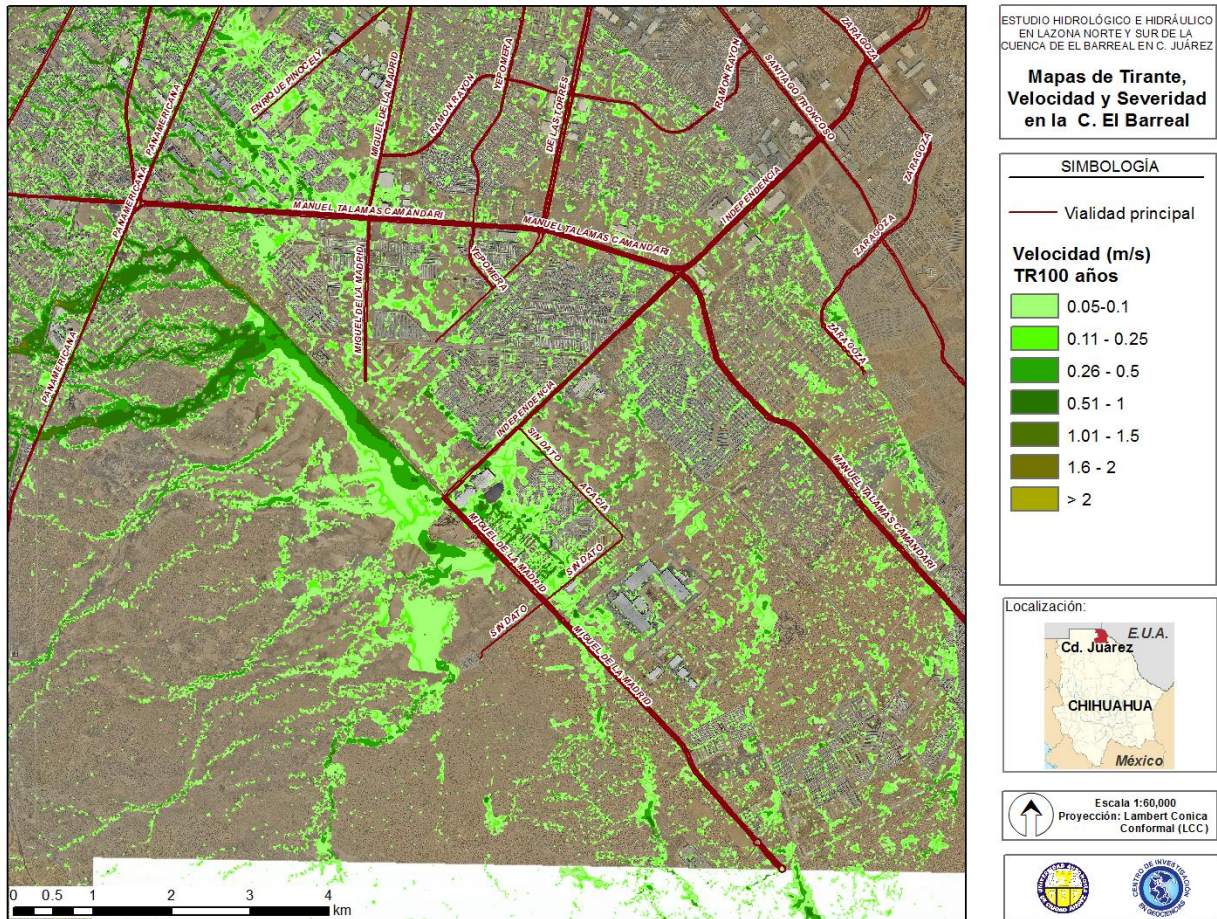 ESTUDIO HIDROLÓGICO E HIDRÁULICO
EN LAZONA NORTE Y SUR DE LA
CUENCA DE EL BARREAL EN C. JUÁREZ
Mapas de Tirante,
Velocidad y Severidad
en la C. El Barreal
SIMBOLOGÍA
Vialidad principal
Velocidad (m/s)
TR100 años
0.05-0.1
0.11 - 0.25
0.26 - 0.5
0.51 - 1
1.01 - 1.5
1.6 - 2
> 2
Localización:
E.U.A.
Cd. Juárez
CHIHUAHUA
México
Escala 1:60,000
Proyección: Lambert Conica
Conformal (LCC)
CENTRO DE INVESTIGACIÓN
EN GEOCIENCIAS
PANAMERICANA
PANAMERICANA
PANAMERICANA
PANAMERICANA
ENRIQUE PINOCELY
MIGUEL DE LA MADRID
RAMON RAYON
YEPOMERA
DE LAS TORRES
RAMON RAYON
SANTIAGO TRONCOSO
ZARAGOZA
ZARAGOZA
ZARAGOZA
ZARAGOZA
INDEPENDENCIA
MANUEL TALAMAS CAMANDARI
MANUEL TALAMAS CAMANDARI
MIGUEL DE LA MADRID
YEPOMERA
INDEPENDENCIA
SIN DATO
ACACIA
SIN DATO
SIN DATO
MIGUEL DE LA MADRID
MIGUEL DE LA MADRID
MANUEL TALAMAS CAMANDARI
0 0.5 1 2 3 4
km